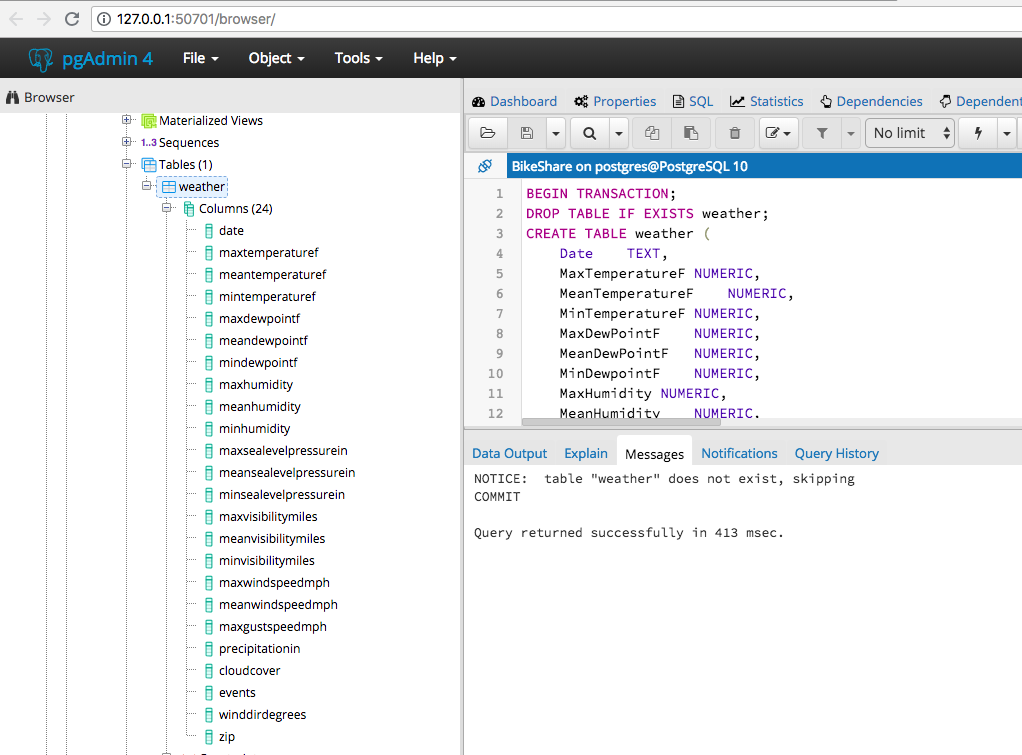 127.0.0.1:50701/browser/
pgAdmin 4 File Object Tools Help
Browser
Materialized Views
1..3 Sequences
Tables (1)
weather
Columns (24)
date
maxtemperaturef
meantemperaturef
mintemperaturef
maxdewpointf
meandewpointf
mindewpointf
maxhumidity
meanhumidity
minhumidity
maxsealevelpressurein
meansealevelpressurein
minsealevelpressurein
maxvisibilitymiles
meanvisibilitymiles
minvisibilitymiles
maxwindspeedmph
meanwindspeedmph
maxgustspeedmph
precipitationin
cloudcover
events
winddirdegrees
zip
Dashboard Properties SQL Statistics Dependencies Dependent
No limit
BikeShare on postgres@PostgreSQL 10
1 BEGIN TRANSACTION;
2 DROP TABLE IF EXISTS weather;
3 CREATE TABLE weather (
4 Date TEXT,
5 MaxTemperatureF NUMERIC,
6 MeanTemperatureF NUMERIC,
7 MinTemperatureF NUMERIC,
8 MaxDewPointF NUMERIC,
9 MeanDewPointF NUMERIC,
10 MinDewpointF NUMERIC,
11 MaxHumidity NUMERIC,
12 MeanHumidity NUMERIC,
Data Output Explain Messages Notifications Query History
NOTICE: table "weather" does not exist, skipping
COMMIT
Query returned successfully in 413 msec.